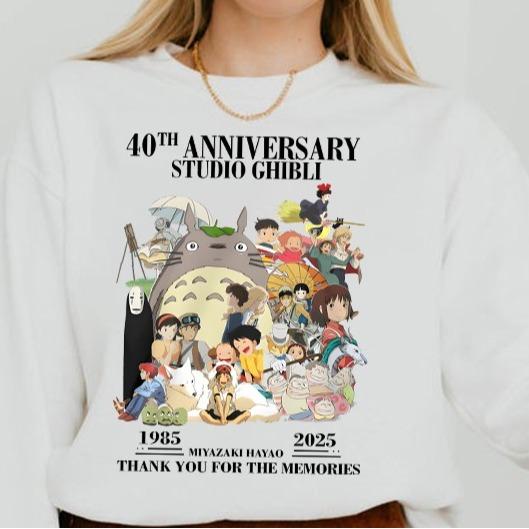 40TH ANNIVERSARY
STUDIO GHIBLI
1985 2025
MIYAZAKI HAYAO
THANK YOU FOR THE MEMORIES